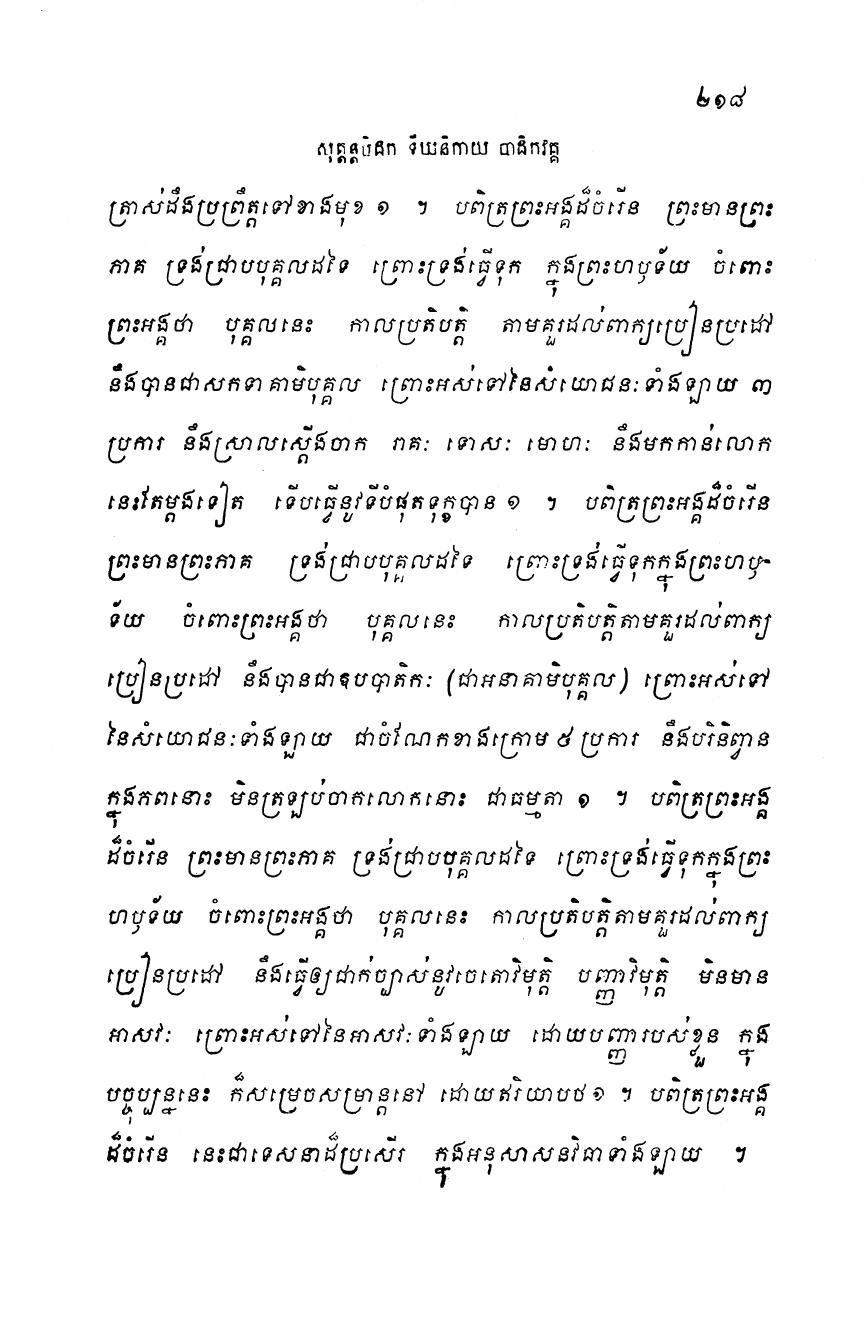 ២១៨
សុត្តន្តបិដក ទីឃនិកាយ បាដិកវគ្គ
ត្រាស់ដឹងប្រព្រឹត្តទៅខាងមុខ ១ ។ បពិត្រព្រះអង្គដ៏ចំរើន ព្រះមានព្រះ
ភាគ ទ្រង់ជ្រាបបុគ្គលដទៃ ព្រោះទ្រង់ធ្វើទុក ក្នុងព្រះហឫទ័យ ចំពោះ
ព្រះអង្គថា បុគ្គលនេះ កាលប្រតិបត្តិ តាមគួរដល់ពាក្យប្រៀនប្រដៅ
នឹងបានជាសកទាគាមិបុគ្គល ព្រោះអស់ទៅនៃសំយោជនៈទាំងឡាយ ៣
ប្រការ នឹងស្រាលស្តើងចាក រាគៈ ទោសៈ មោហៈ នឹងមកកាន់លោក
នេះតែម្តងទៀត ទើបធ្វើនូវទីបំផុតទុក្ខបាន ១ ។ បពិត្រព្រះអង្គដ៏ចំរើន
ព្រះមានព្រះភាគ ទ្រង់ជ្រាបបុគ្គលដទៃ ព្រោះទ្រង់ធ្វើទុកក្នុងព្រះហឫ-
ទ័យ ចំពោះព្រះអង្គថា បុគ្គលនេះ កាលប្រតិបត្តិតាមគួរដល់ពាក្យ
ប្រៀនប្រដៅ នឹងបានជាឧបបាតិកៈ (ជាអនាគាមិបុគ្គល) ព្រោះអស់ទៅ
នៃសំយោជនៈទាំងឡាយ ជាចំណែកខាងក្រោម ៥ ប្រការ នឹងបរិនិព្វាន
ក្នុងភពនោះ មិនត្រឡប់ចាកលោកនោះ ជាធម្មតា ១ ។ បពិត្រព្រះអង្គ
ដ៏ចំរើន ព្រះមានព្រះភាគ ទ្រង់ជ្រាបបុគ្គលដទៃ ព្រោះទ្រង់ធ្វើទុកក្នុងព្រះ
ហឫទ័យ ចំពោះព្រះអង្គថា បុគ្គលនេះ កាលប្រតិបត្តិតាមគួរដល់ពាក្យ
ប្រៀនប្រដៅ នឹងធ្វើឲ្យជាក់ច្បាស់នូវចេតោវិមុត្តិ បញ្ញាវិមុត្តិ មិនមាន
អាសវៈ ព្រោះអស់ទៅនៃអាសវៈទាំងឡាយ ដោយបញ្ញារបស់ខ្លួន ក្នុង
បច្ចុប្បន្ននេះ ក៏សម្រេចសម្រាន្តនៅ ដោយឥរិយាបថ ១ ។ បពិត្រព្រះអង្គ
ដ៏ចំរើន នេះជាទេសនាដ៏ប្រសើរ ក្នុងអនុសាសនវិធាទាំងឡាយ ។